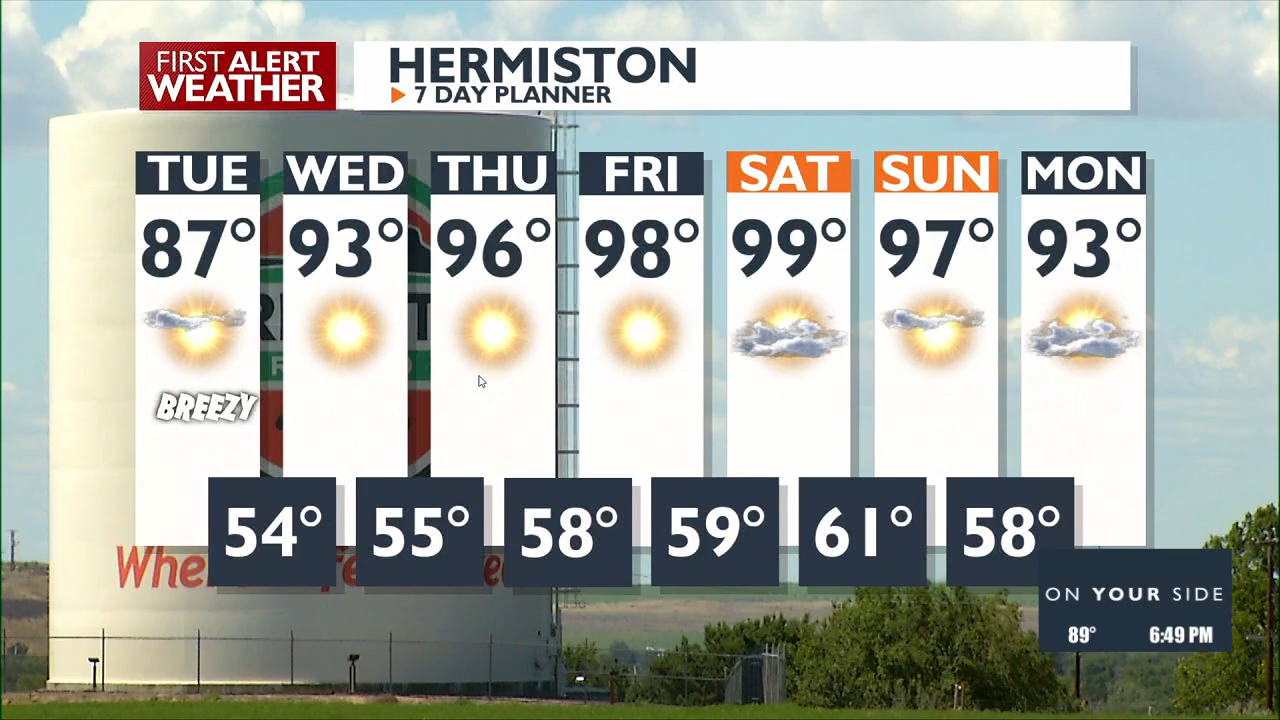 FIRST ALERT
WEATHER
HERMISTON
7 DAY PLANNER
TUE WED THU FRI SAT SUN MON
87° 93° 96° 98° 99° 97° 93°
BREEZY
54° 55° 58° 59° 61° 58°
ON YOUR SIDE
89° 6:49 PM